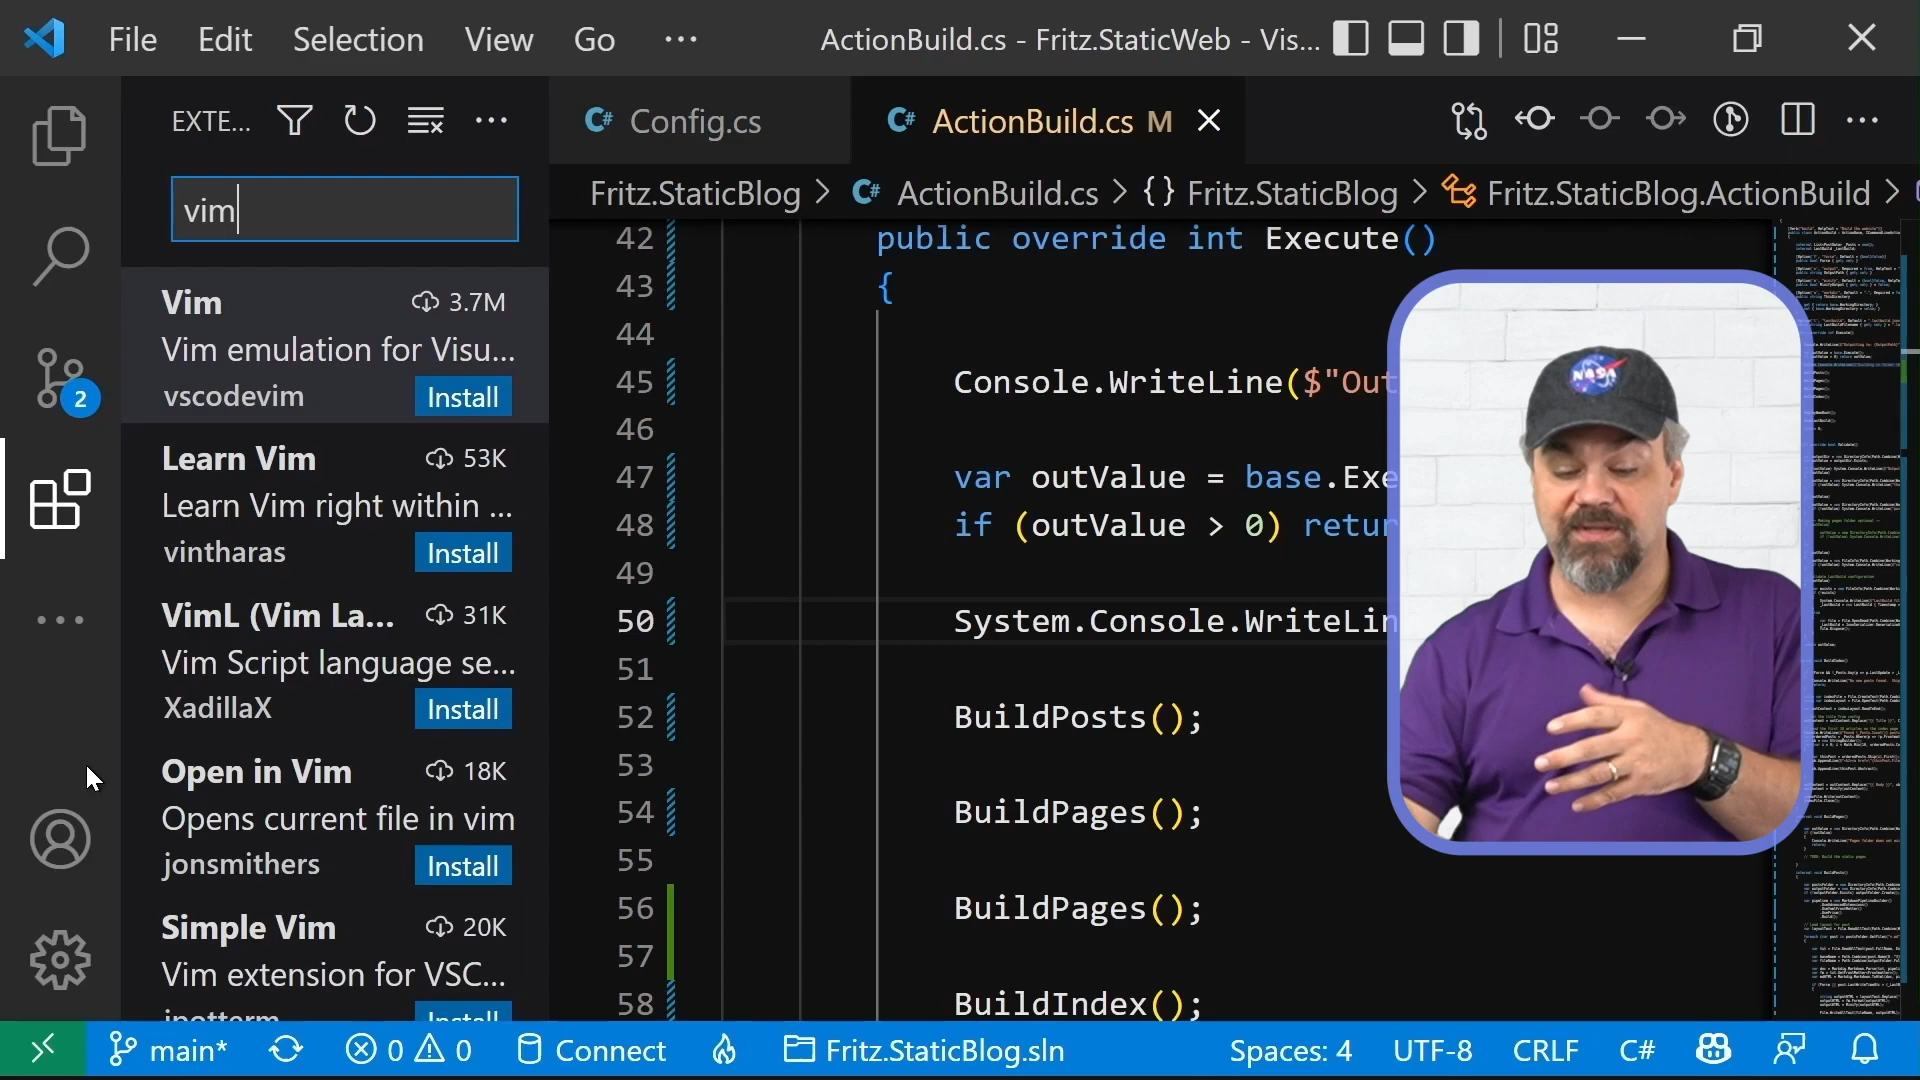 File Edit Selection View Go ··· ActionBuild.cs - Fritz.StaticWeb - Vis...
EXTE... ···
Config.cs
ActionBuild.cs M
vim
Fritz.StaticBlog > ActionBuild.cs > {} Fritz.StaticBlog > Fritz.StaticBlog.ActionBuild >
Vim 3.7M
Vim emulation for Visu...
vscodevim Install
Learn Vim 53K
Learn Vim right within ...
vintharas Install
VimL (Vim La... 31K
Vim Script language se...
XadillaX Install
Open in Vim 18K
Opens current file in vim
jonsmithers Install
Simple Vim 20K
Vim extension for VSC...
jpotterm Install
2
42 public override int Execute()
43 {
44
45 Console.WriteLine($"Out
46
47 var outValue = base.Exe
48 if (outValue > 0) retur
49
50 System.Console.WriteLin
51
52 BuildPosts();
53
54 BuildPages();
55
56 BuildPages();
57
58 BuildIndex();
NASA
main* 0 0 Connect Fritz.StaticBlog.sln Spaces: 4 UTF-8 CRLF C#